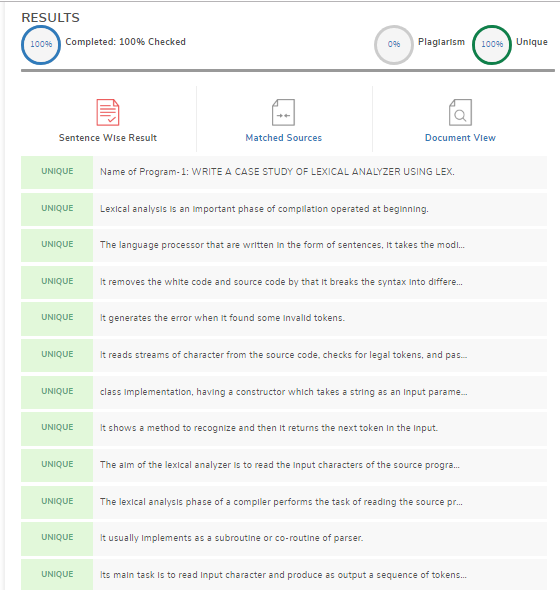 RESULTS
100% Completed: 100% Checked 0% Plagiarism 100% Unique
Sentence Wise Result Matched Sources Document View
UNIQUE Name of Program-1: WRITE A CASE STUDY OF LEXICAL ANALYZER USING LEX.
UNIQUE Lexical analysis is an important phase of compilation operated at beginning.
UNIQUE The language processor that are written in the form of sentences, it takes the modi...
UNIQUE It removes the white code and source code by that it breaks the syntax into differe...
UNIQUE It generates the error when it found some invalid tokens.
UNIQUE It reads streams of character from the source code, checks for legal tokens, and pas...
UNIQUE class implementation, having a constructor which takes a string as an input parame...
UNIQUE It shows a method to recognize and then it returns the next token in the input.
UNIQUE The aim of the lexical analyzer is to read the input characters of the source progra...
UNIQUE The lexical analysis phase of a compiler performs the task of reading the source pr...
UNIQUE It usually implements as a subroutine or co-routine of parser.
UNIQUE Its main task is to read input character and produce as output a sequence of tokens...